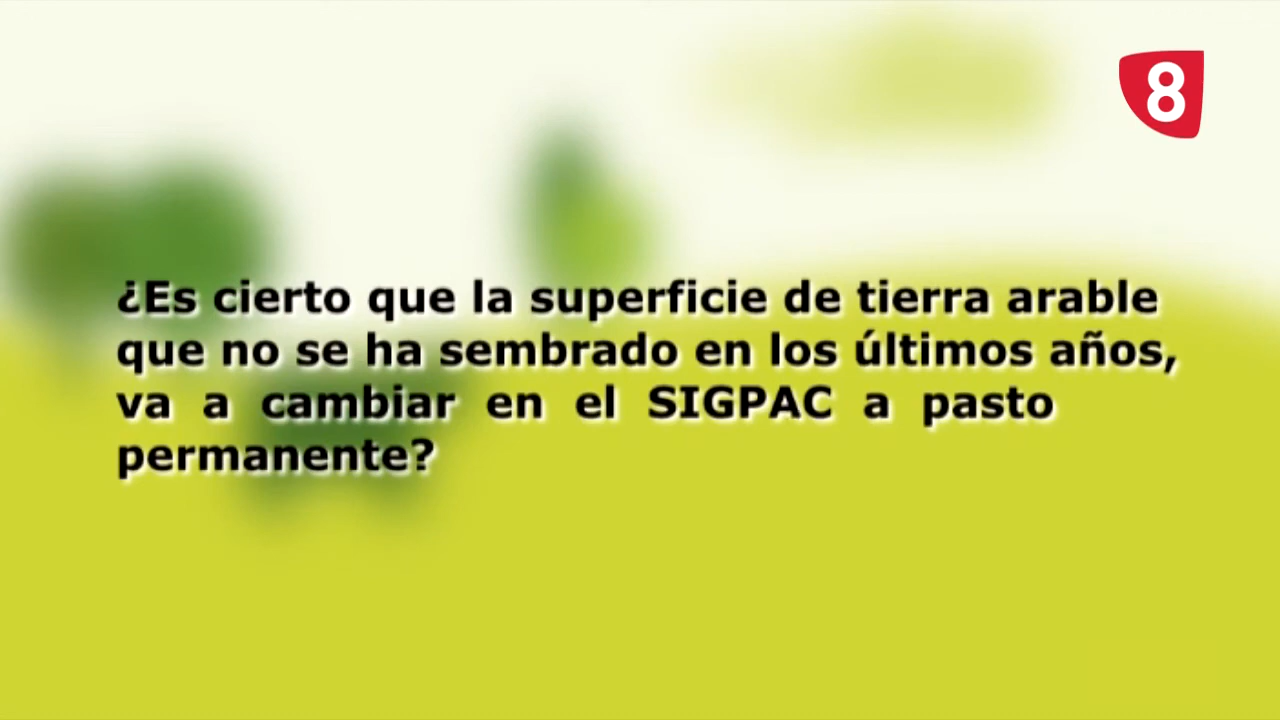 8
¿Es cierto que la superficie de tierra arable
que no se ha sembrado en los últimos años,
va a cambiar en el SIGPAC a pasto
permanente?